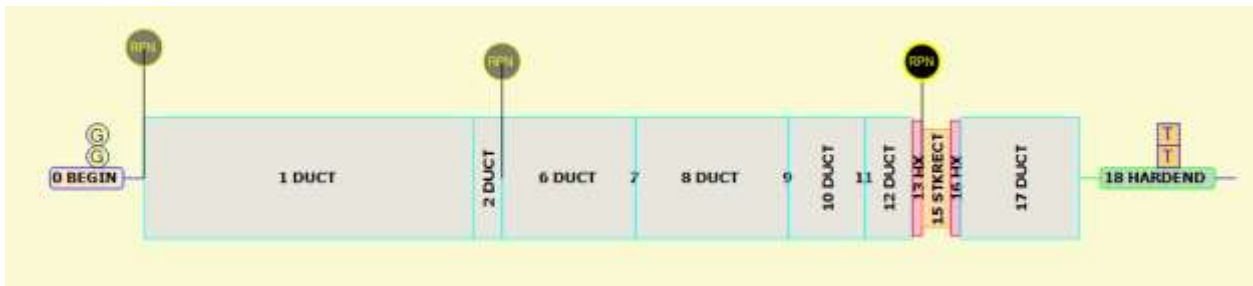 RPN
RPN
RPN
G
G
0 BEGIN
1 DUCT
2 DUCT
6 DUCT
7
8 DUCT
9
10 DUCT
11
12 DUCT
13 HX
15 STKRECT
16 HX
17 DUCT
T
T
18 HARDEND